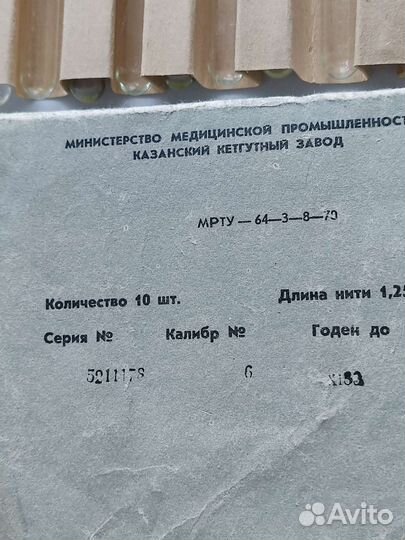 МИНИСТЕРСТВО МЕДИЦИНСКОЙ ПРОМЫШЛЕННОСТ
КАЗАНСКИЙ КЕТГУТНЫЙ ЗАВОД
МРТУ—64—3—8—70
Количество 10 шт. Длина нити 1,25
Серия № Калибр № Годен до
6
Avito